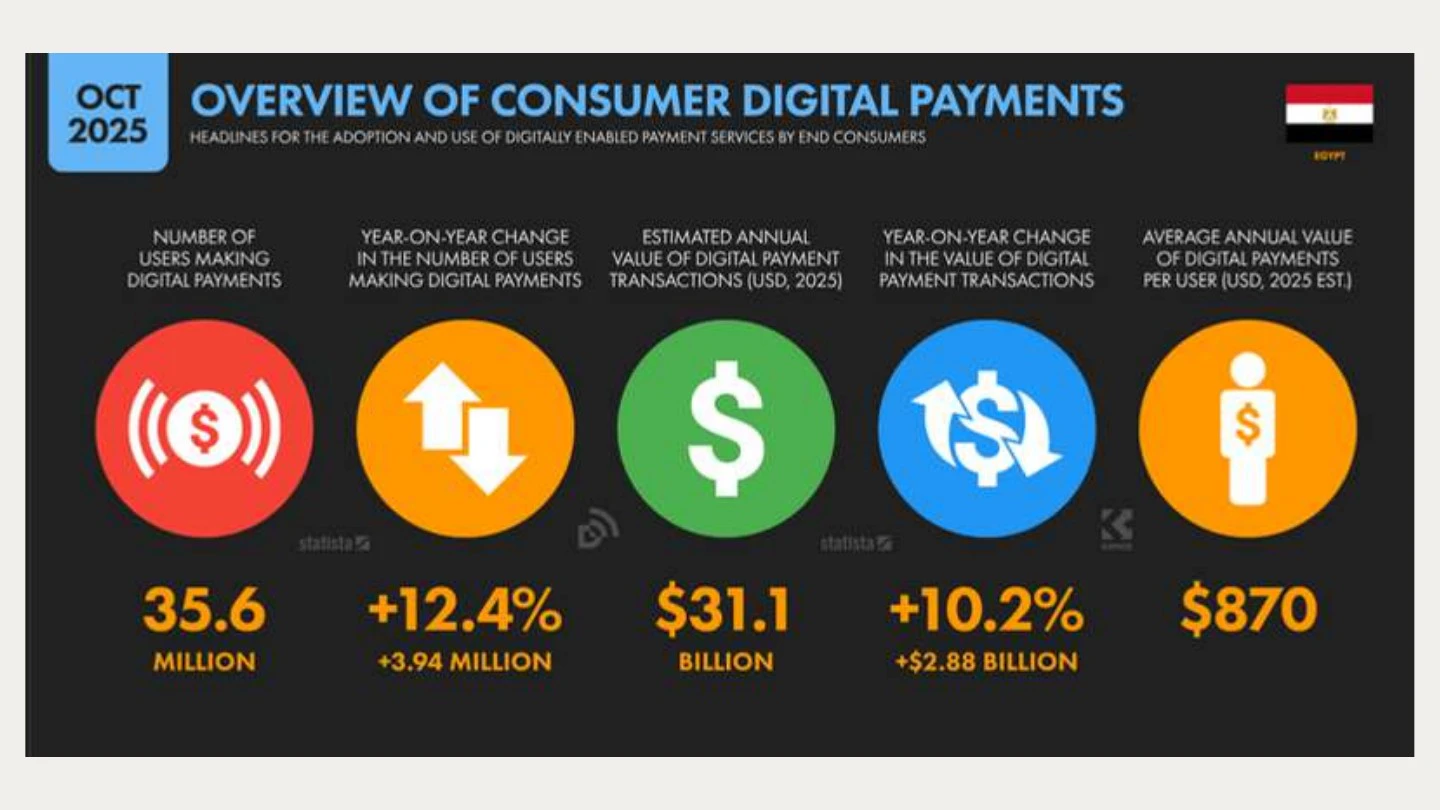 OCT
2025
OVERVIEW OF CONSUMER DIGITAL PAYMENTS
HEADLINES FOR THE ADOPTION AND USE OF DIGITALLY ENABLED PAYMENT SERVICES BY END CONSUMERS
EGYPT
NUMBER OF
USERS MAKING
DIGITAL PAYMENTS
YEAR-ON-YEAR CHANGE
IN THE NUMBER OF USERS
MAKING DIGITAL PAYMENTS
ESTIMATED ANNUAL
VALUE OF DIGITAL PAYMENT
TRANSACTIONS (USD, 2025)
YEAR-ON-YEAR CHANGE
IN THE VALUE OF DIGITAL
PAYMENT TRANSACTIONS
AVERAGE ANNUAL VALUE
OF DIGITAL PAYMENTS
PER USER (USD, 2025 EST.)
$
$
$
$
statista
statista
35.6
MILLION
+12.4%
+3.94 MILLION
$31.1
BILLION
+10.2%
+$2.88 BILLION
$870